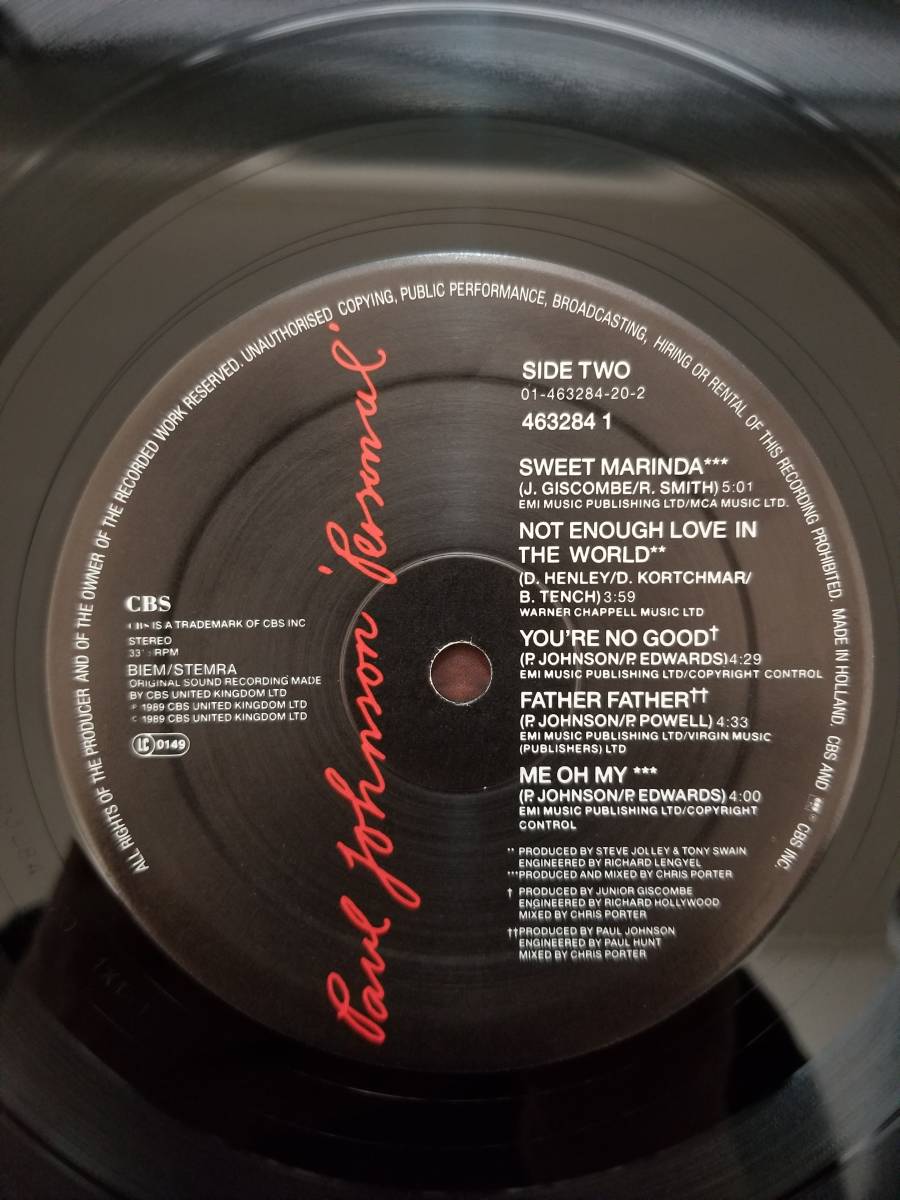 ALL RIGHTS OF THE PRODUCER AND OF THE OWNER OF THE RECORDED WORK RESERVED. UNAUTHORISED COPYING, PUBLIC PERFORMANCE, BROADCASTING, HIRING OR RENTAL OF THIS RECORDING PROHIBITED. MADE IN HOLLAND. CBS AND ® CBS INC.
Paul Johnson 'Personal'
CBS
CBS IS A TRADEMARK OF CBS INC
STEREO
33⅓ RPM
BIEM/STEMRA
ORIGINAL SOUND RECORDING MADE
BY CBS UNITED KINGDOM LTD
℗ 1989 CBS UNITED KINGDOM LTD
© 1989 CBS UNITED KINGDOM LTD
LC 0149
SIDE TWO
01-463284-20-2
463284 1
SWEET MARINDA***
(J. GISCOMBE/R. SMITH) 5:01
EMI MUSIC PUBLISHING LTD/MCA MUSIC LTD.
NOT ENOUGH LOVE IN
THE WORLD**
(D. HENLEY/D. KORTCHMAR/
B. TENCH) 3:59
WARNER CHAPPELL MUSIC LTD
YOU'RE NO GOOD†
(P. JOHNSON/P. EDWARDS) 4:29
EMI MUSIC PUBLISHING LTD/COPYRIGHT CONTROL
FATHER FATHER††
(P. JOHNSON/P. POWELL) 4:33
EMI MUSIC PUBLISHING LTD/VIRGIN MUSIC
(PUBLISHERS) LTD
ME OH MY ***
(P. JOHNSON/P. EDWARDS) 4:00
EMI MUSIC PUBLISHING LTD/COPYRIGHT
CONTROL
** PRODUCED BY STEVE JOLLEY & TONY SWAIN
ENGINEERED BY RICHARD LENGYEL
***PRODUCED AND MIXED BY CHRIS PORTER
† PRODUCED BY JUNIOR GISCOMBE
ENGINEERED BY RICHARD HOLLYWOOD
MIXED BY CHRIS PORTER
††PRODUCED BY PAUL JOHNSON
ENGINEERED BY PAUL HUNT
MIXED BY CHRIS PORTER